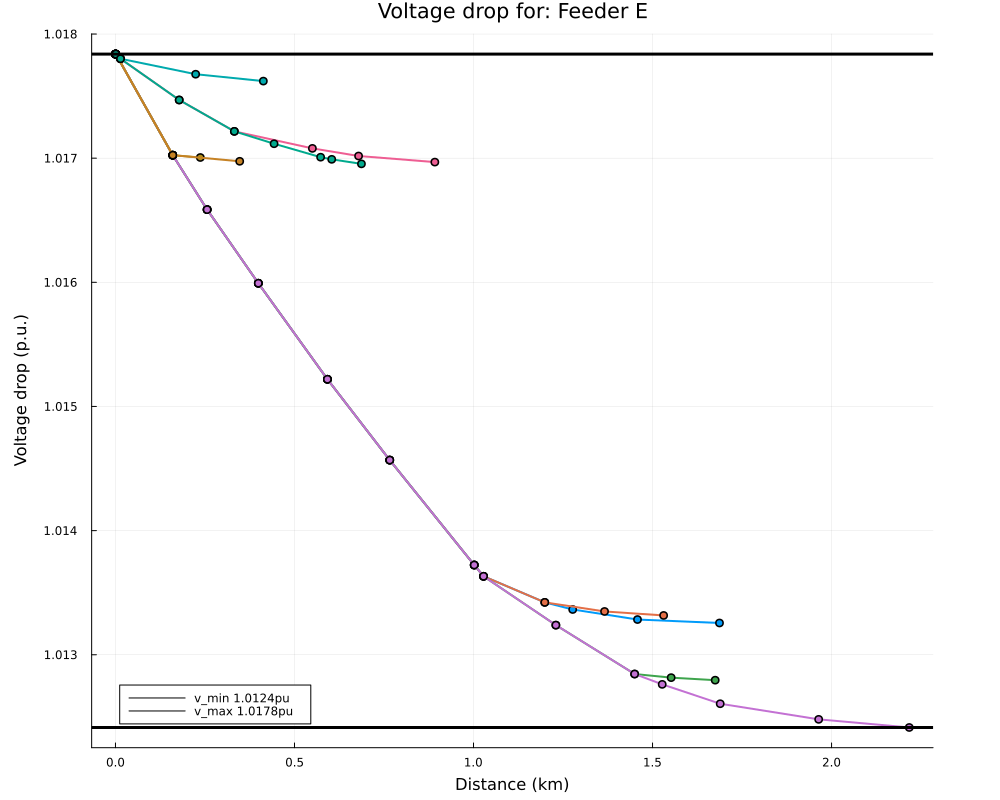 Voltage drop for: Feeder E
Voltage drop (p.u.)
1.018
1.017
1.016
1.015
1.014
1.013
v_min 1.0124pu
v_max 1.0178pu
0.0
0.5
1.0
1.5
2.0
Distance (km)